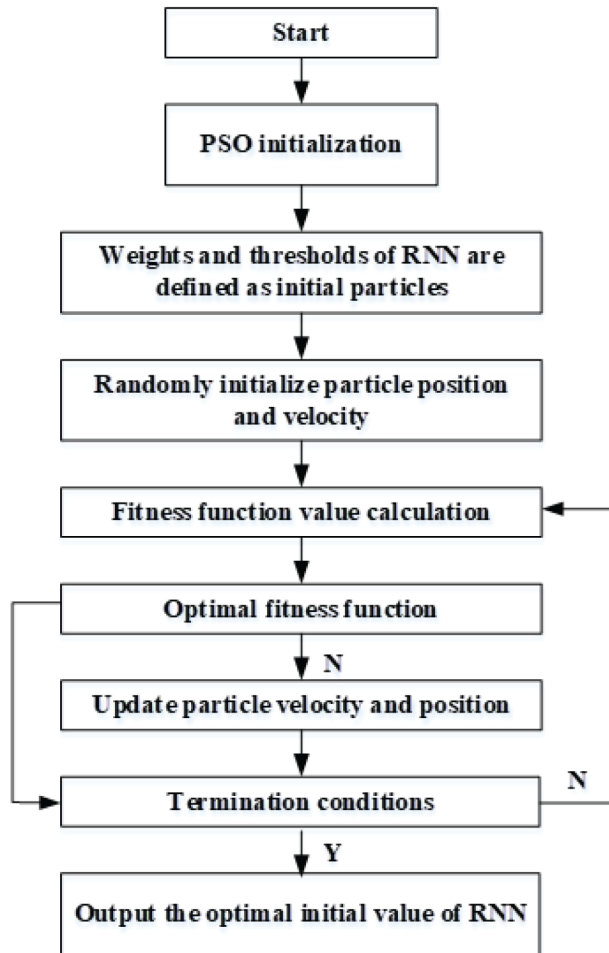 Start
PSO initialization
Weights and thresholds of RNN are
defined as initial particles
Randomly initialize particle position
and velocity
Fitness function value calculation
Optimal fitness function
N
Update particle velocity and position
Termination conditions
N
Y
Output the optimal initial value of RNN